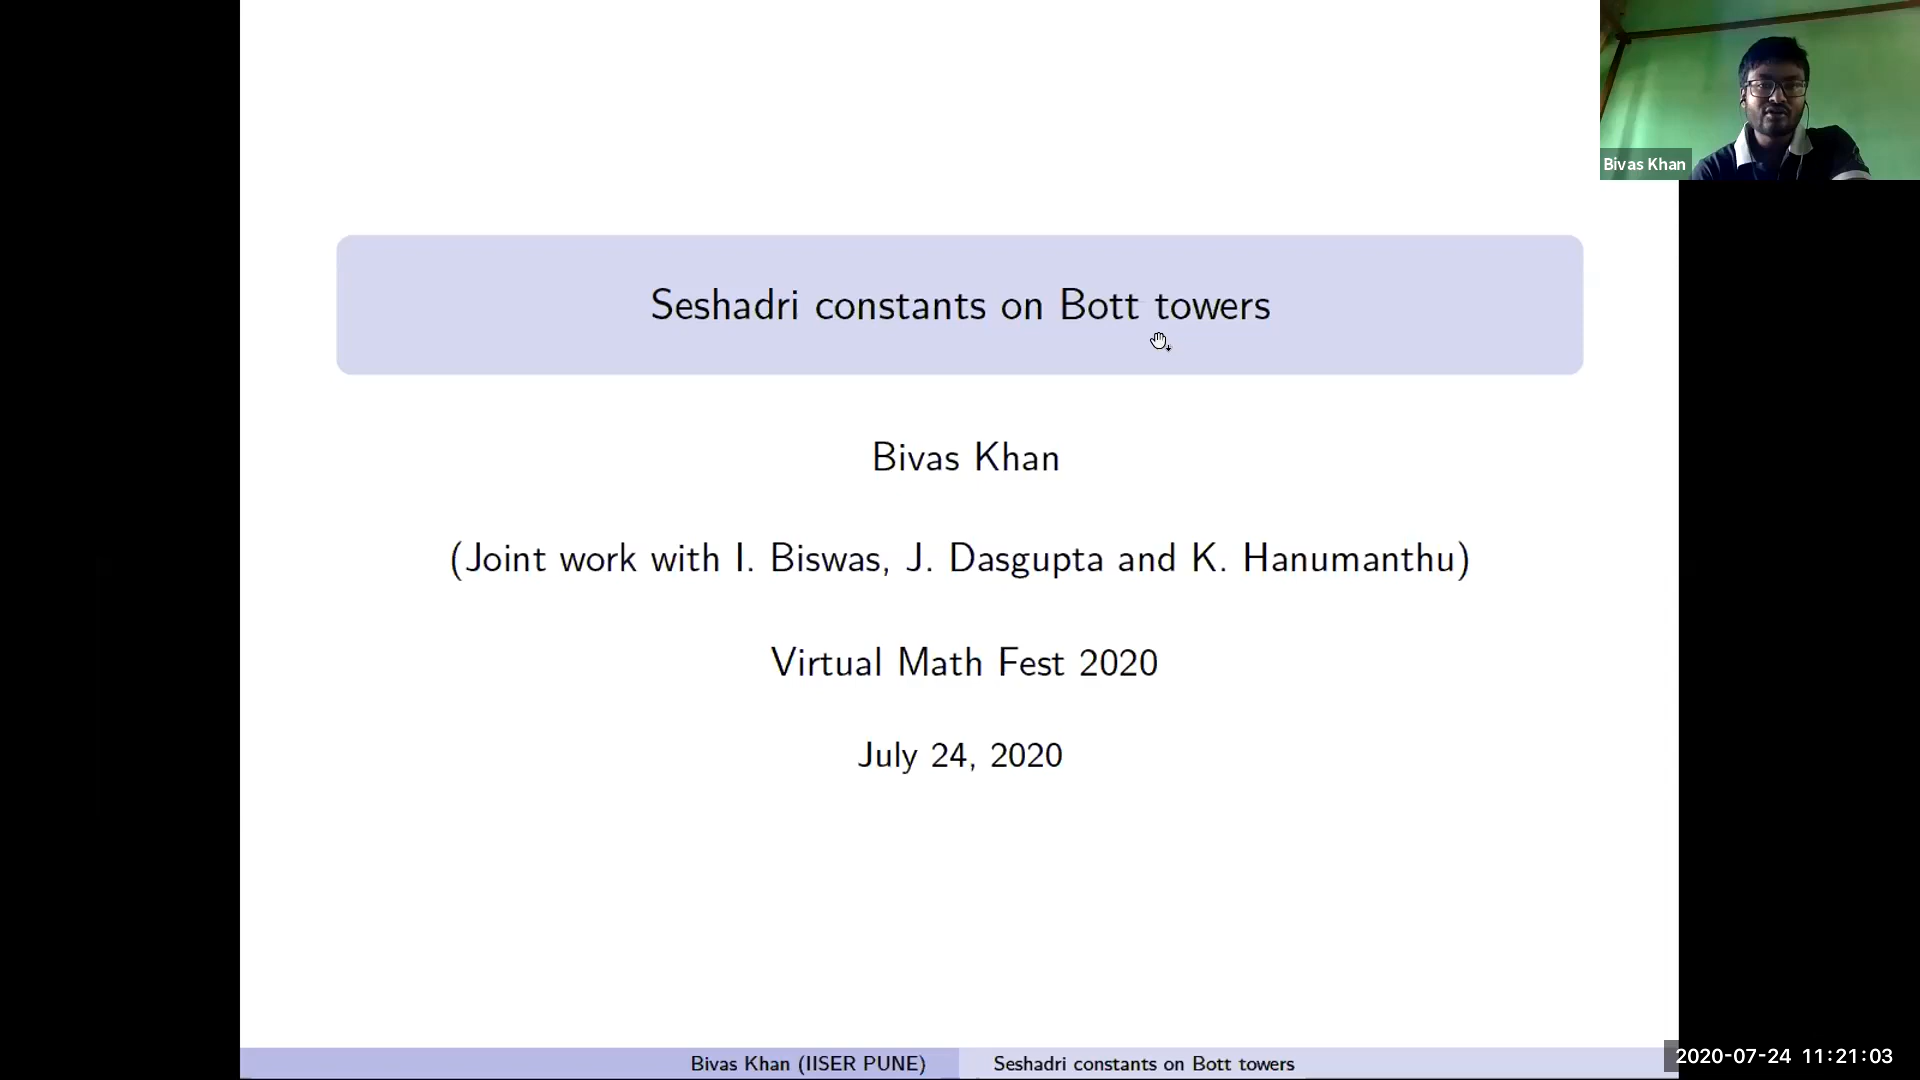 Bivas Khan
Seshadri constants on Bott towers
Bivas Khan
(Joint work with I. Biswas, J. Dasgupta and K. Hanumanthu)
Virtual Math Fest 2020
July 24, 2020
Bivas Khan (IISER PUNE)
Seshadri constants on Bott towers
2020-07-24 11:21:03